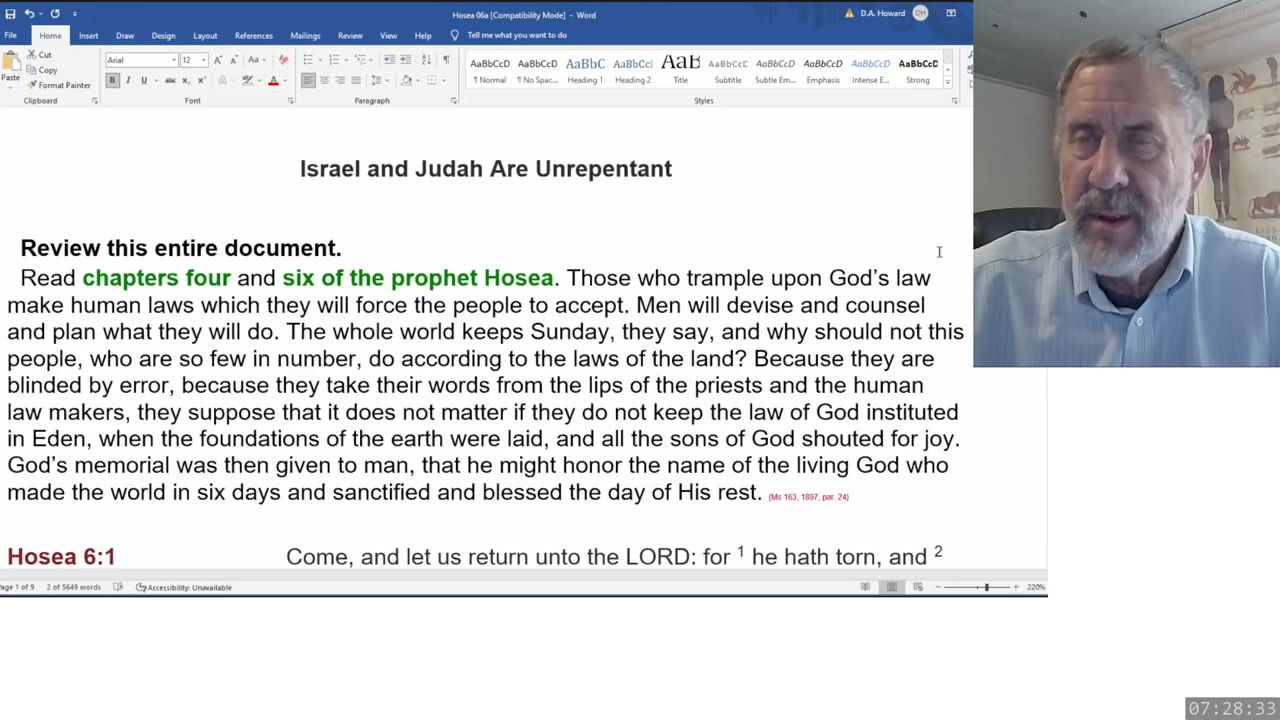 Hosea 06a [Compatibility Mode] - Word
D.A. Howard DH
File Home Insert Draw Design Layout References Mailings Review View Help Tell me what you want to do
Paste
Cut
Copy
Format Painter
Arial 12
AaBbCcD AaBbCcD AaBbC AaBbCcI AaB AaBbCcD AaBbCcD AaBbCcD AaBbCcD AaBbCcD
¶ Normal ¶ No Spac... Heading 1 Heading 2 Title Subtitle Subtle Em... Emphasis Intense E... Strong
Clipboard Font Paragraph Styles
Israel and Judah Are Unrepentant
Review this entire document.
Read chapters four and six of the prophet Hosea. Those who trample upon God’s law
make human laws which they will force the people to accept. Men will devise and counsel
and plan what they will do. The whole world keeps Sunday, they say, and why should not this
people, who are so few in number, do according to the laws of the land? Because they are
blinded by error, because they take their words from the lips of the priests and the human
law makers, they suppose that it does not matter if they do not keep the law of God instituted
in Eden, when the foundations of the earth were laid, and all the sons of God shouted for joy.
God’s memorial was then given to man, that he might honor the name of the living God who
made the world in six days and sanctified and blessed the day of His rest. (Ms 163, 1897, par. 24)
Hosea 6:1 Come, and let us return unto the LORD: for 1 he hath torn, and 2
age 1 of 9 2 of 5649 words Accessibility: Unavailable 220%
07:28:33